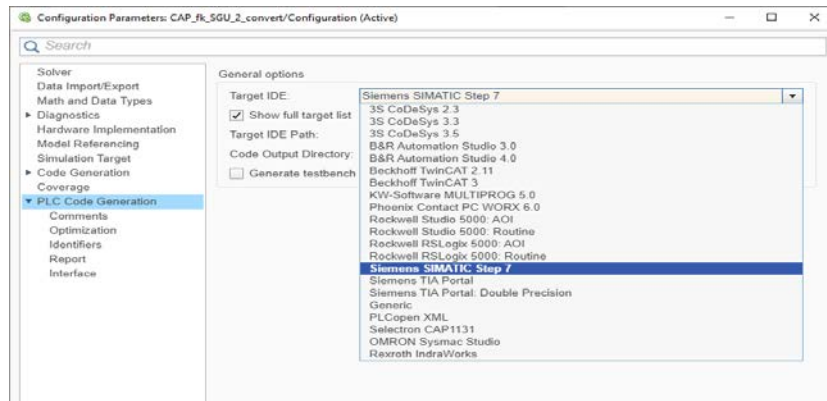 Configuration Parameters: CAP_fk_SGU_2_convert/Configuration (Active)
Search
Solver
Data Import/Export
Math and Data Types
Diagnostics
Hardware Implementation
Model Referencing
Simulation Target
Code Generation
Coverage
PLC Code Generation
Comments
Optimization
Identifiers
Report
Interface
General options
Target IDE:
Siemens SIMATIC Step 7
Show full target list
Target IDE Path:
Code Output Directory:
Generate testbench
3S CoDeSys 2.3
3S CoDeSys 3.3
3S CoDeSys 3.5
B&R Automation Studio 3.0
B&R Automation Studio 4.0
Beckhoff TwinCAT 2.11
Beckhoff TwinCAT 3
KW-Software MULTIPROG 5.0
Phoenix Contact PC WORX 6.0
Rockwell Studio 5000: AOI
Rockwell Studio 5000: Routine
Rockwell RSLogix 5000: AOI
Rockwell RSLogix 5000: Routine
Siemens SIMATIC Step 7
Siemens TIA Portal
Siemens TIA Portal: Double Precision
Generic
PLCopen XML
Selectron CAP1131
OMRON Sysmac Studio
Rexroth IndraWorks